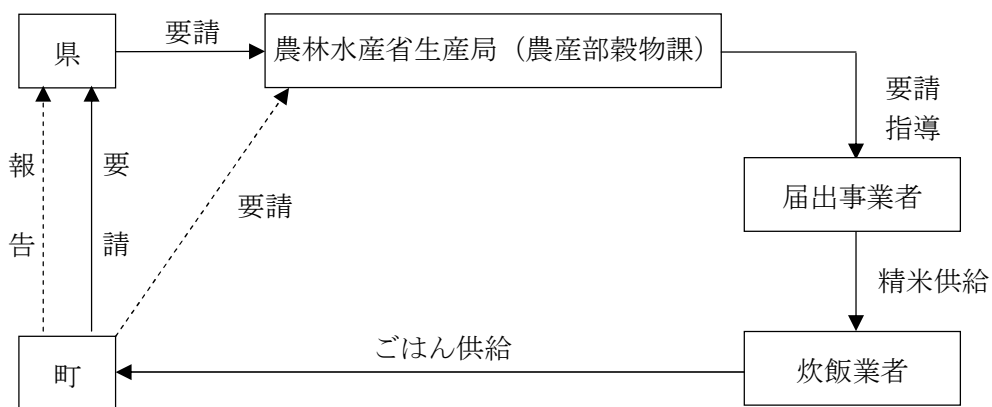 県
要請
農林水産省生産局（農産部穀物課）
要請
指導
報告
要請
要請
届出事業者
精米供給
ごはん供給
炊飯業者
町